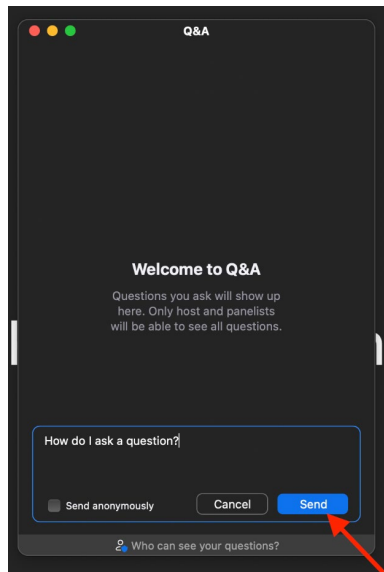 Q&A
Welcome to Q&A
Questions you ask will show up
here. Only host and panelists
will be able to see all questions.
How do I ask a question?
Send anonymously
Cancel
Send
Who can see your questions?